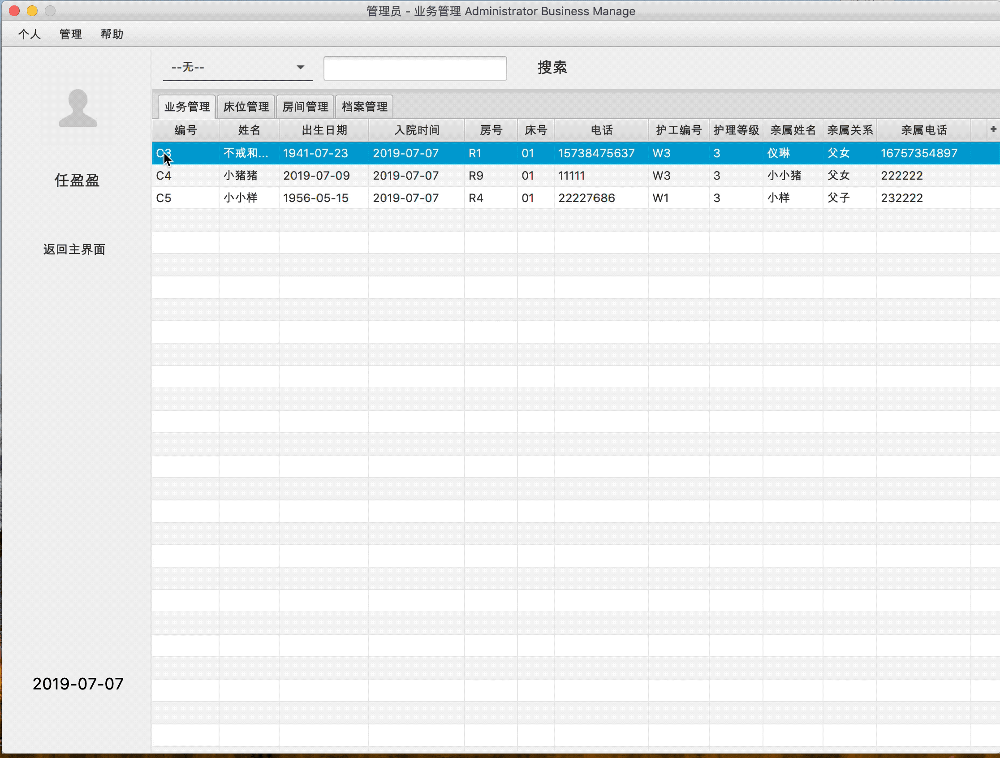 管理员 - 业务管理 Administrator Business Manage
个人 管理 帮助
--无-- 搜索
业务管理 床位管理 房间管理 档案管理
编号 姓名 出生日期 入院时间 房号 床号 电话 护工编号 护理等级 亲属姓名 亲属关系 亲属电话 +
C3 不戒和... 1941-07-23 2019-07-07 R1 01 15738475637 W3 3 仪琳 父女 16757354897
C4 小猪猪 2019-07-09 2019-07-07 R9 01 11111 W3 3 小小猪 父女 222222
C5 小小样 1956-05-15 2019-07-07 R4 01 22227686 W1 3 小样 父子 232222
任盈盈
返回主界面
2019-07-07